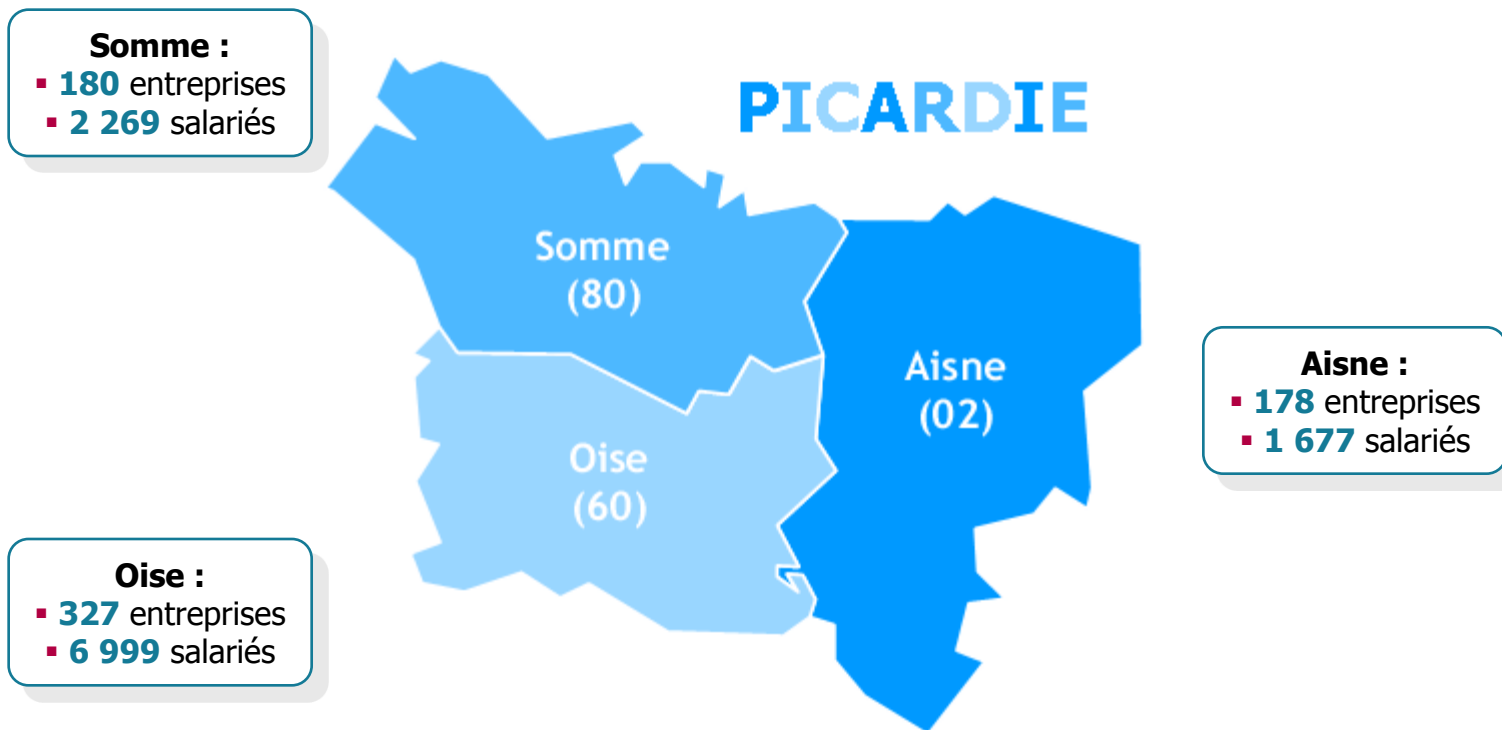 Somme :
▪ 180 entreprises
▪ 2 269 salariés
PICARDIE
Somme
(80)
Aisne
(02)
Aisne :
▪ 178 entreprises
▪ 1 677 salariés
Oise
(60)
Oise :
▪ 327 entreprises
▪ 6 999 salariés